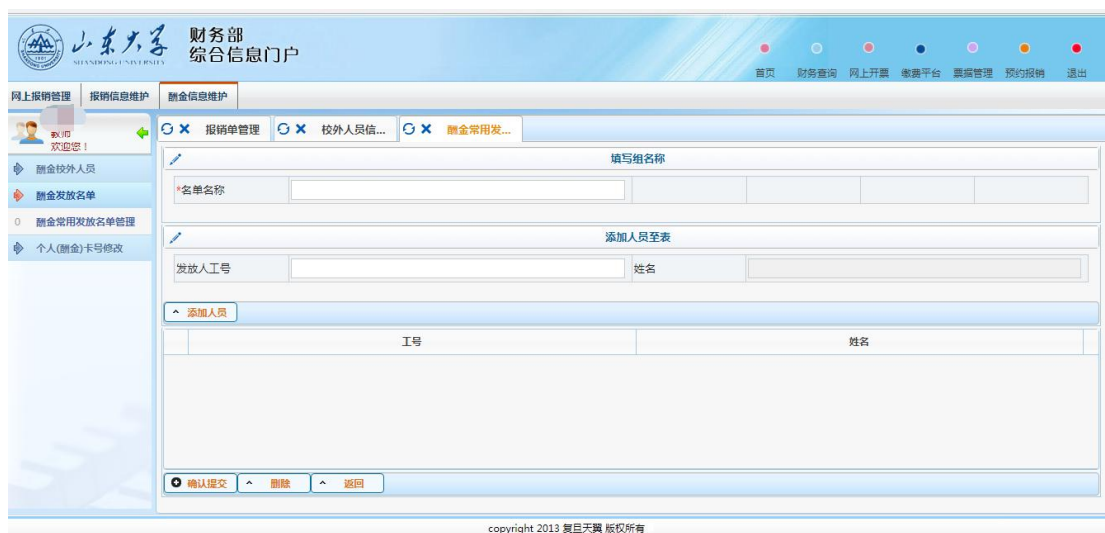 山东大学
SHANDONG UNIVERSITY
财务部
综合信息门户
首页 财务查询 网上开票 缴费平台 票据管理 预约报销 退出
网上报销管理 报销信息维护 酬金信息维护
教师
欢迎您！
报销单管理 校外人员信... 酬金常用发...
酬金校外人员
酬金发放名单
0 酬金常用发放名单管理
个人(酬金)卡号修改
填写组名称
*名单名称
添加人员至表
发放人工号 姓名
添加人员
工号 姓名
确认提交 删除 返回
copyright 2013 复旦天翼 版权所有